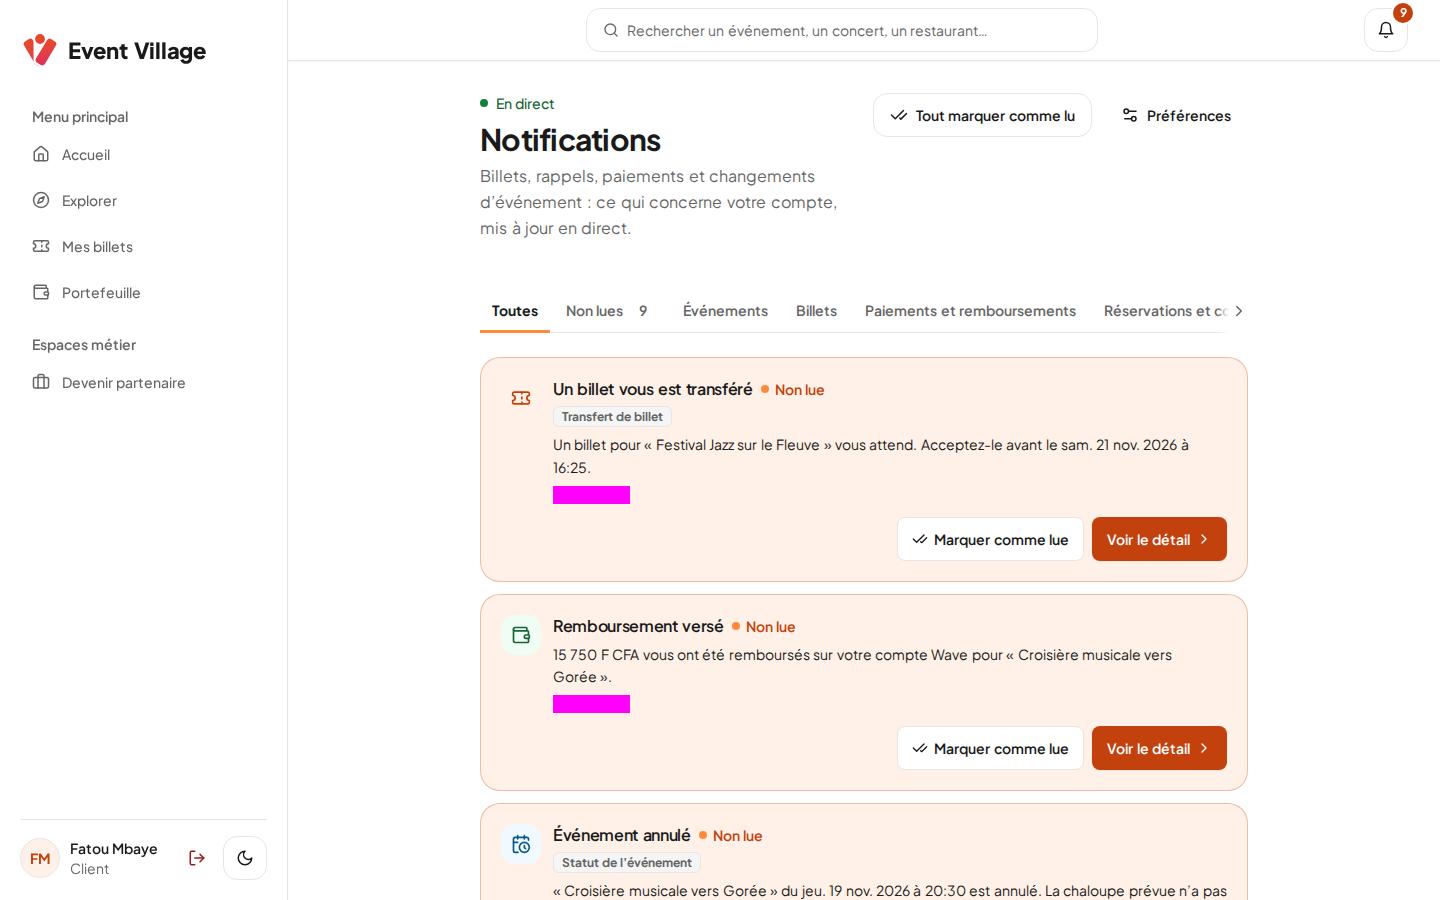 Event Village
Rechercher un événement, un concert, un restaurant...
9
Menu principal
Accueil
Explorer
Mes billets
Portefeuille
Espaces métier
Devenir partenaire
FM
Fatou Mbaye
Client
En direct
Notifications
Billets, rappels, paiements et changements
d’événement : ce qui concerne votre compte,
mis à jour en direct.
Tout marquer comme lu
Préférences
Toutes
Non lues 9
Événements
Billets
Paiements et remboursements
Réservations et
Un billet vous est transféré
Non lue
Transfert de billet
Un billet pour « Festival Jazz sur le Fleuve » vous attend. Acceptez-le avant le sam. 21 nov. 2026 à
16:25.
Marquer comme lue
Voir le détail
Remboursement versé
Non lue
15 750 F CFA vous ont été remboursés sur votre compte Wave pour « Croisière musicale vers
Gorée ».
Marquer comme lue
Voir le détail
Événement annulé
Non lue
Statut de l’événement
« Croisière musicale vers Gorée » du jeu. 19 nov. 2026 à 20:30 est annulé. La chaloupe prévue n’a pas